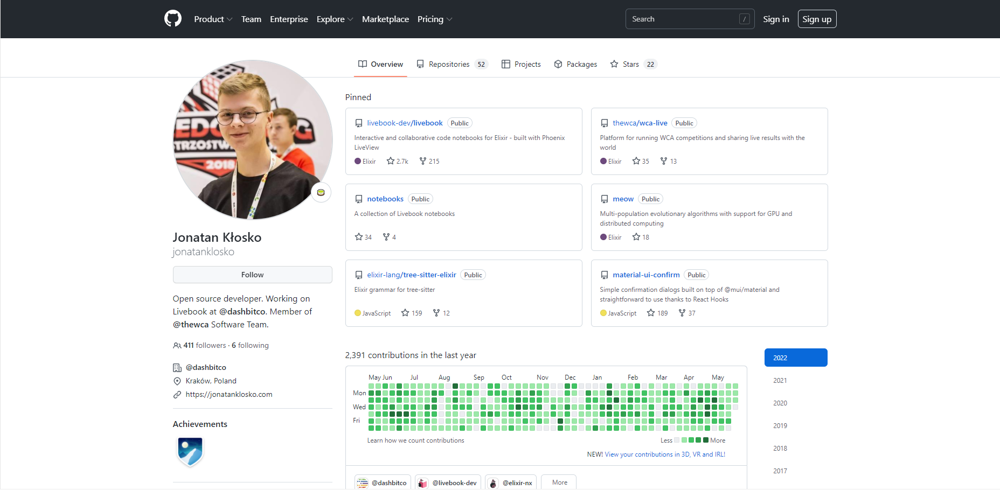 Product Team Enterprise Explore Marketplace Pricing Search / Sign in Sign up
Overview Repositories 52 Projects Packages Stars 22
Jonatan Kłosko
jonatanklosko
Follow
Open source developer. Working on
Livebook at @dashbitco. Member of
@thewca Software Team.
411 followers · 6 following
@dashbitco
Kraków, Poland
https://jonatanklosko.com
Achievements
Pinned
livebook-dev/livebook Public
Interactive and collaborative code notebooks for Elixir - built with Phoenix
LiveView
Elixir 2.7k 215
thewca/wca-live Public
Platform for running WCA competitions and sharing live results with the
world
Elixir 35 13
notebooks Public
A collection of Livebook notebooks
34 4
meow Public
Multi-population evolutionary algorithms with support for GPU and
distributed computing
Elixir 18
elixir-lang/tree-sitter-elixir Public
Elixir grammar for tree-sitter
JavaScript 159 12
material-ui-confirm Public
Simple confirmation dialogs built on top of @mui/material and
straightforward to use thanks to React Hooks
JavaScript 189 37
2,391 contributions in the last year
May Jun Jul Aug Sep Oct Nov Dec Jan Feb Mar Apr May
Mon
Wed
Fri
Learn how we count contributions Less More
NEW! View your contributions in 3D, VR and IRL!
@dashbitco @livebook-dev @elixir-nx More
2022
2021
2020
2019
2018
2017
2018